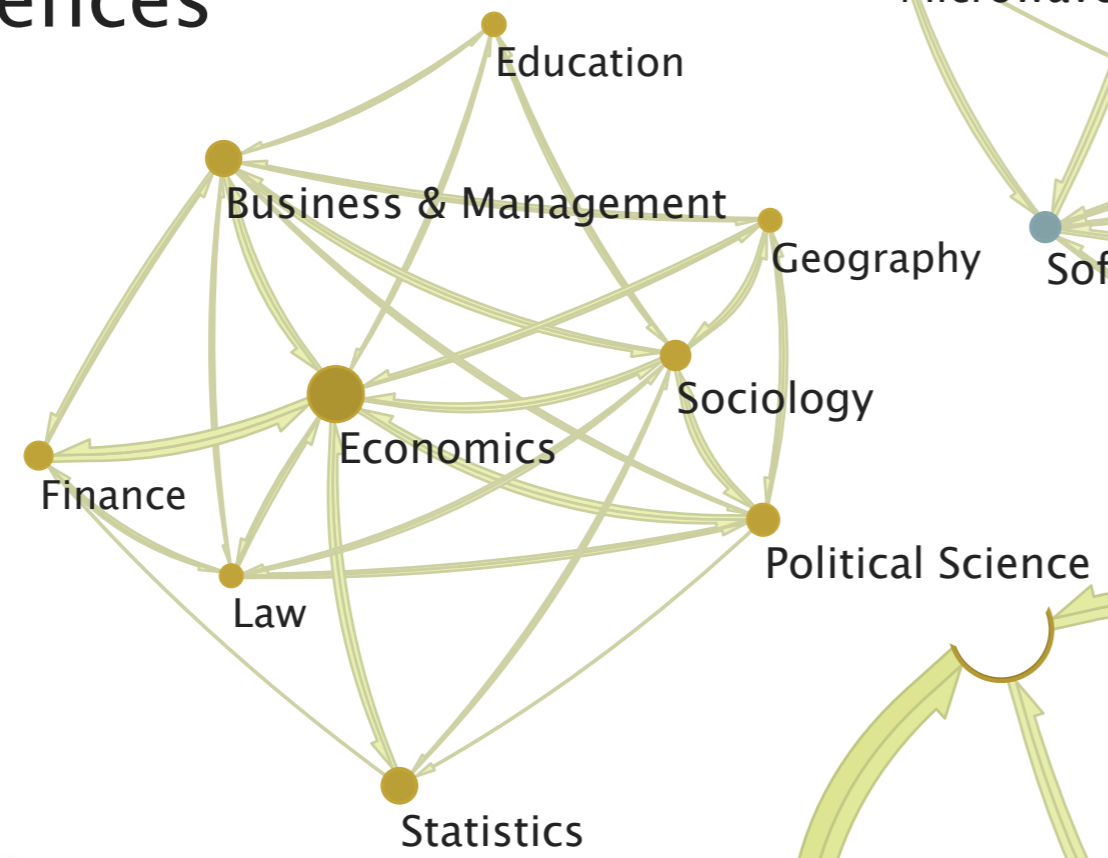 Education
Business & Management
Geography
Sociology
Economics
Finance
Political Science
Law
Statistics